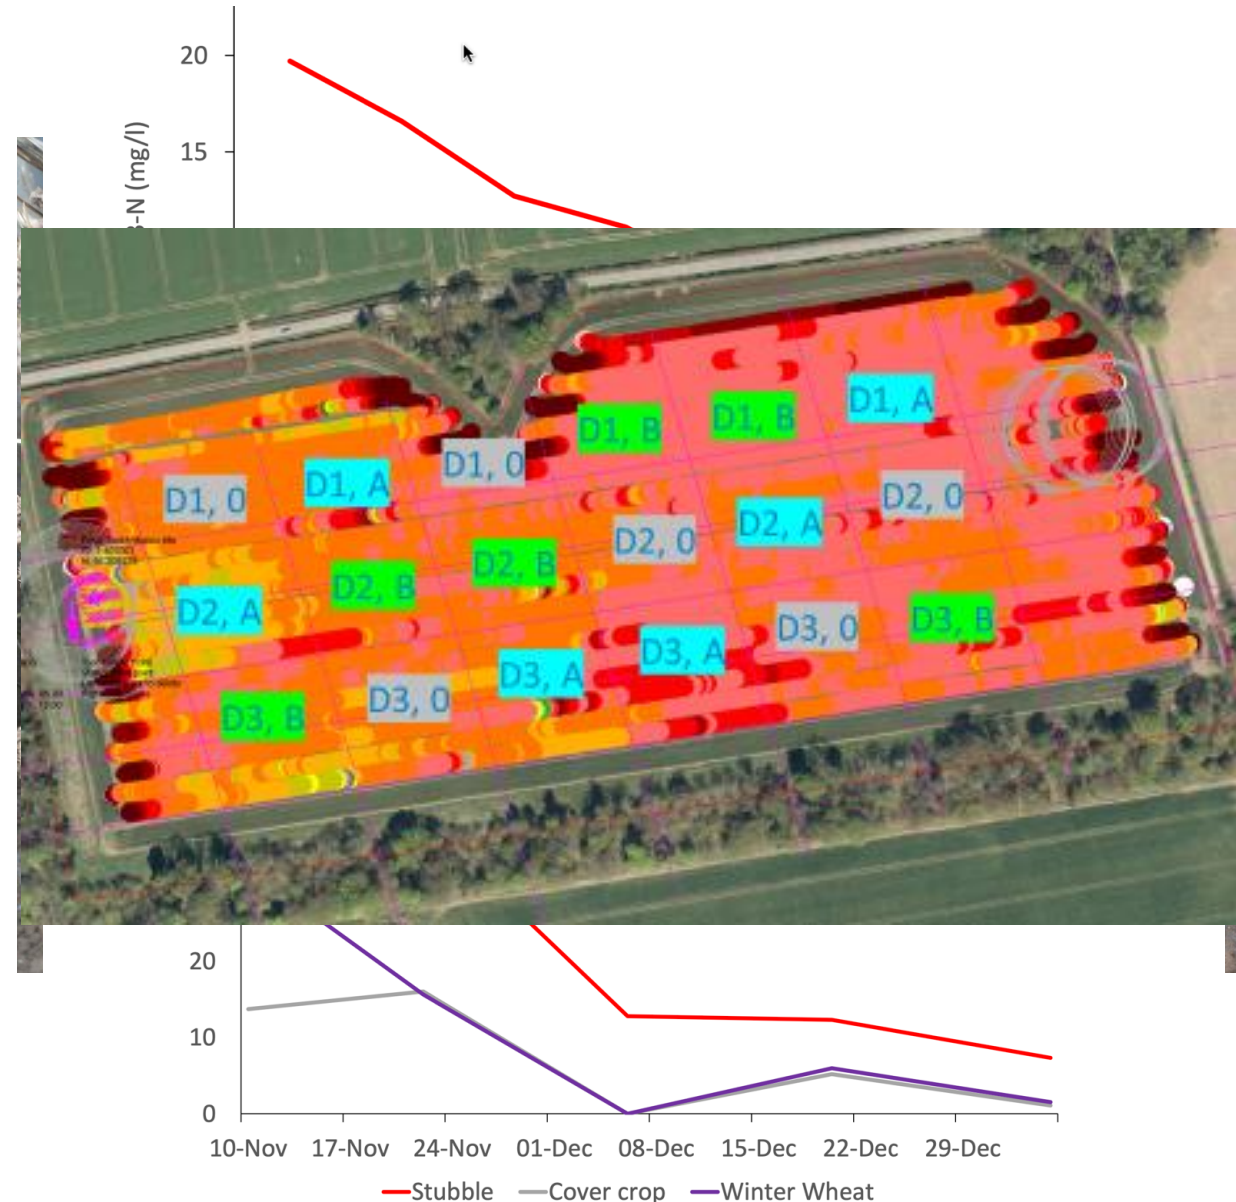 20
15
3-N (mg/l)
D1, B
D1, B
D1, A
D1, 0
D1, A
D1, 0
D2, 0
D2, A
D2, 0
D2, A
D2, B
D2, B
D3, B
D3, 0
D3, A
D3, A
D3, 0
D3, B
20
10
0
10-Nov 17-Nov 24-Nov 01-Dec 08-Dec 15-Dec 22-Dec 29-Dec
Stubble Cover crop Winter Wheat